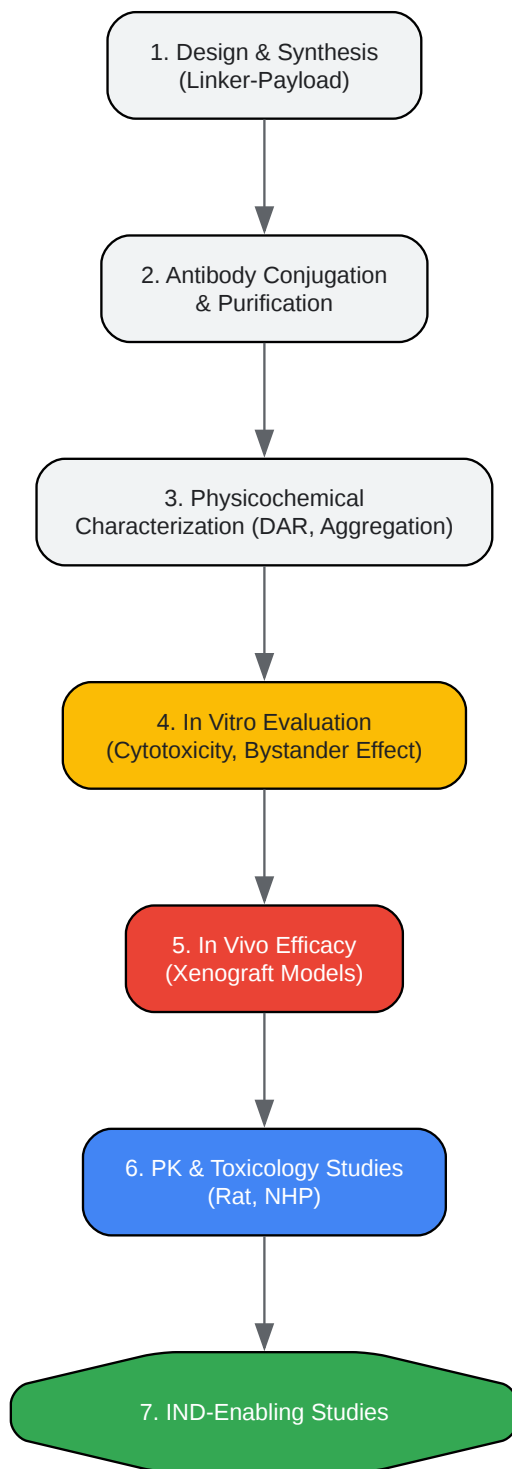 1. Design & Synthesis
(Linker-Payload)
2. Antibody Conjugation
& Purification
3. Physicochemical
Characterization (DAR, Aggregation)
4. In Vitro Evaluation
(Cytotoxicity, Bystander Effect)
5. In Vivo Efficacy
(Xenograft Models)
6. PK & Toxicology Studies
(Rat, NHP)
7. IND-Enabling Studies